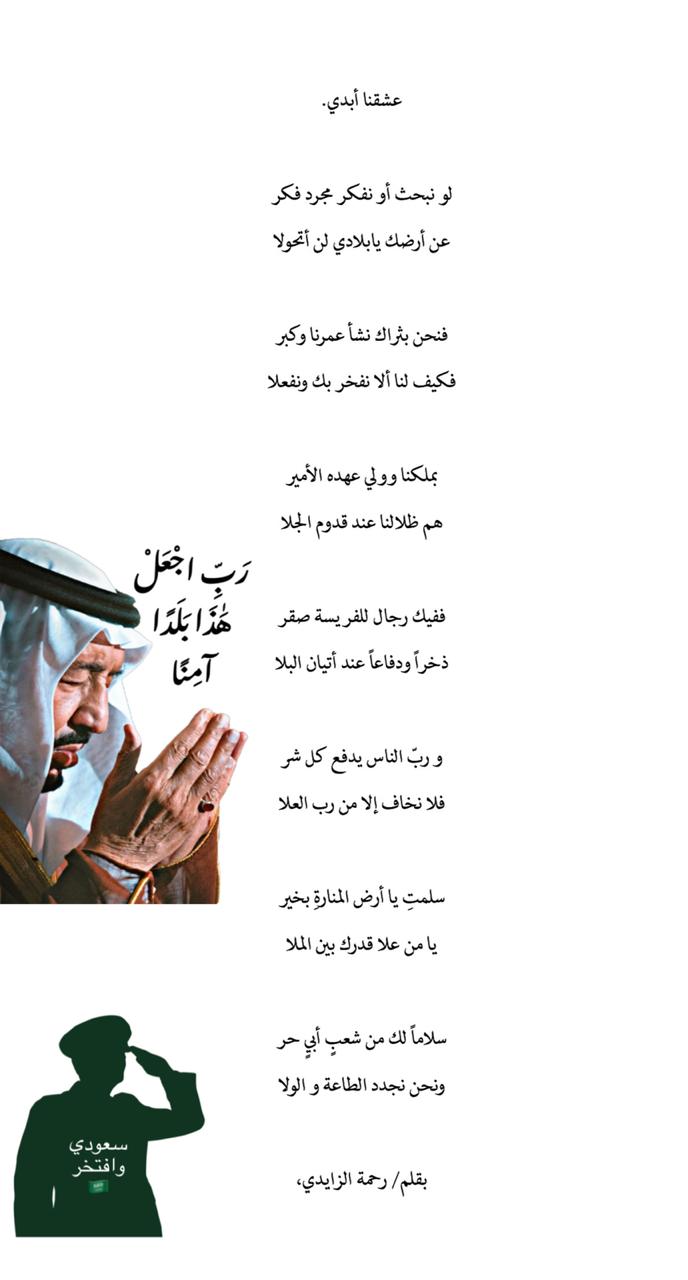 عشقنا أبدي.
لو نبحث أو نفكر مجرد فكر
عن أرضك يابلادي لن أتحولا
فنحن بثراك نشأ عمرنا وكبر
فكيف لنا ألا نفخر بك ونفعلا
بملكنا وولي عهده الأمير
هم ظلالنا عند قدوم الجلا
ففيك رجال للفريسة صقر
ذخراً ودفاعاً عند أتيان البلا
و ربّ الناس يدفع كل شر
فلا نخاف إلا من رب العلا
سلمتِ يا أرض المنارةِ بخير
يا من علا قدرك بين الملا
سلاماً لك من شعبٍ أبيٍ حر
ونحن نجدد الطاعة و الولا
بقلم/ رحمة الزايدي،
رَبِّ اجْعَلْ
هَٰذَا بَلَدًا
آمِنًا
سعودي
وافتخر